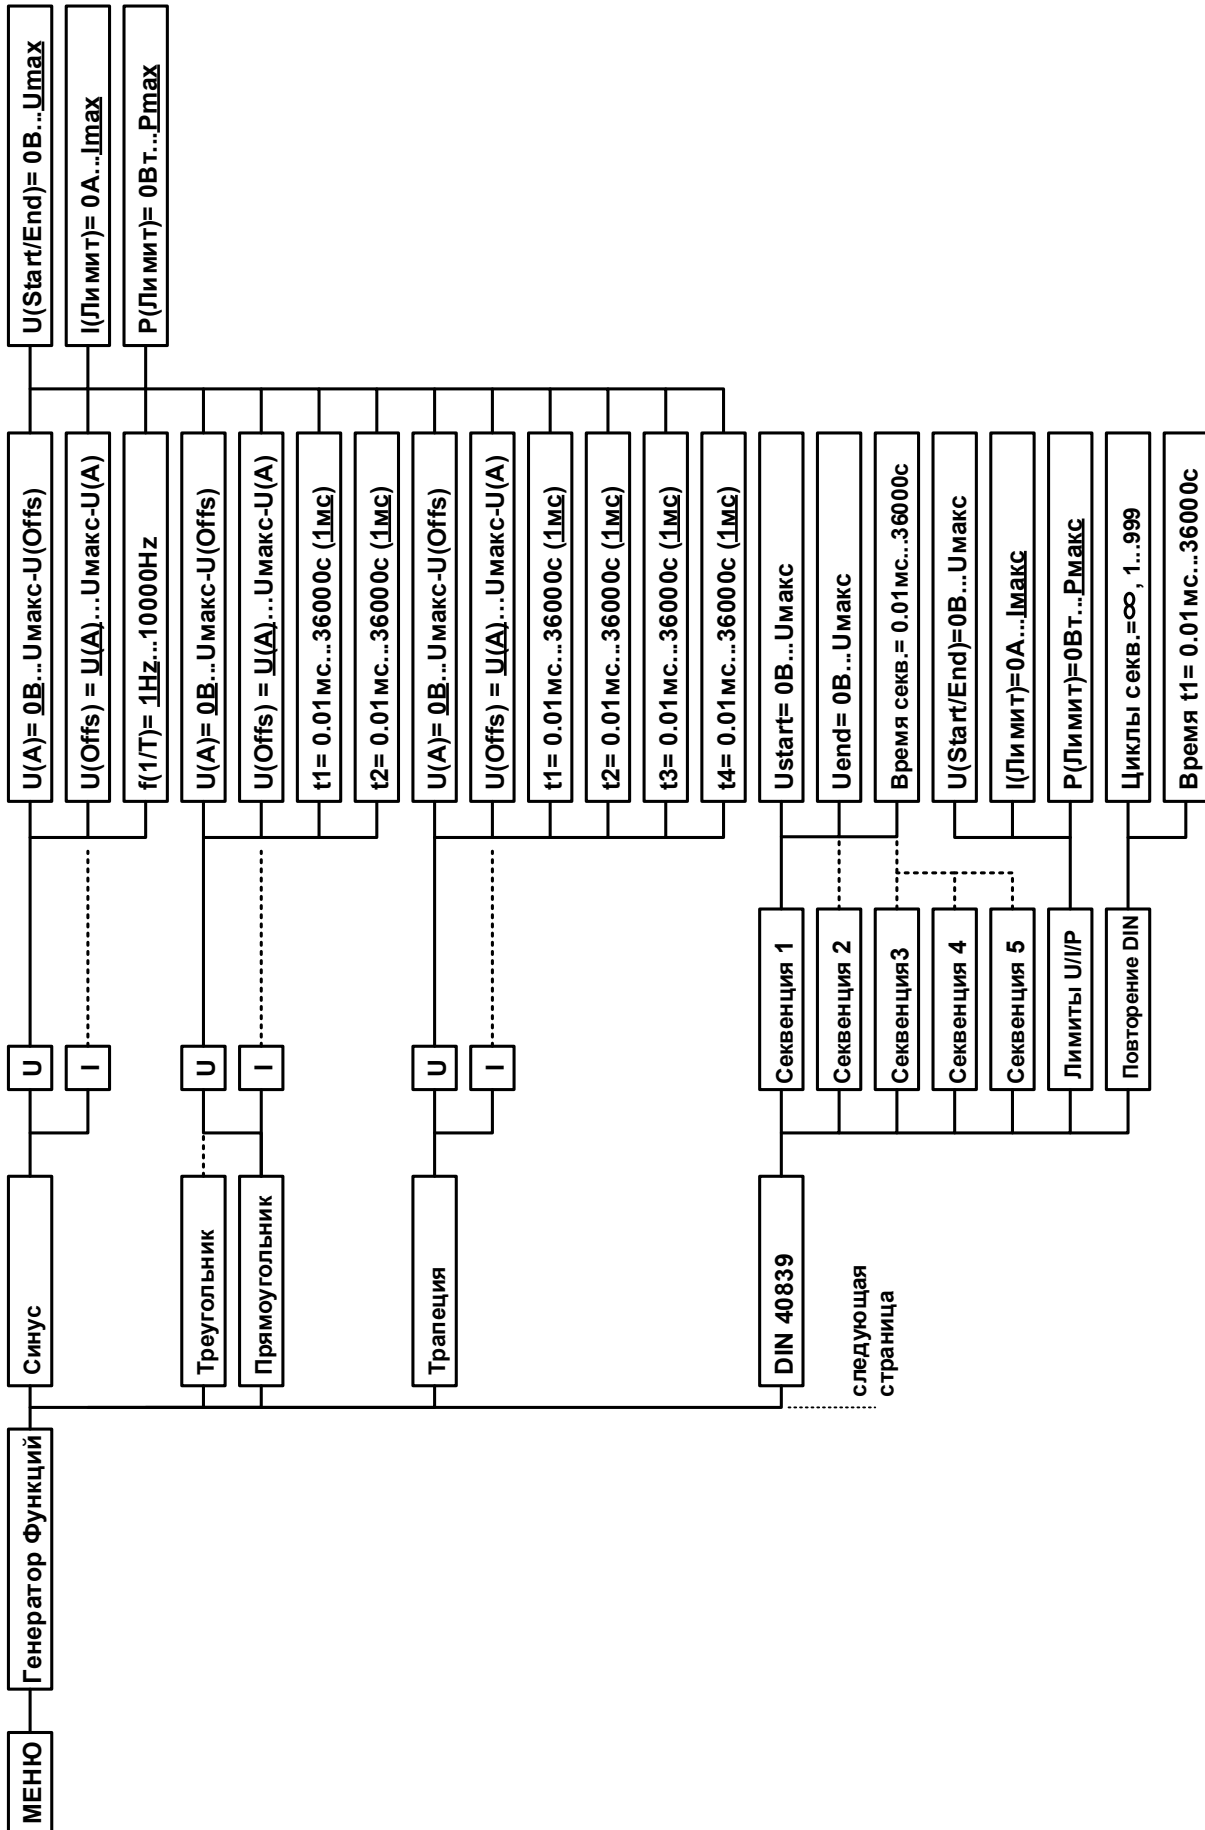 МЕНЮ
Генератор Функций
Синус
U
I
U(A)= 0В...Uмакс-U(Offs)
U(Offs) = U(A)...Uмакс-U(A)
f(1/T)= 1Hz...10000Hz
U(Start/End)= 0В...Umax
I(Лимит)= 0А...Imax
P(Лимит)= 0Вт...Pmax
Треугольник
Прямоугольник
U
I
U(A)= 0В...Uмакс-U(Offs)
U(Offs) = U(A)...Uмакс-U(A)
t1= 0.01мс...36000с (1мс)
t2= 0.01мс...36000с (1мс)
Трапеция
U
I
U(A)= 0В...Uмакс-U(Offs)
U(Offs) = U(A)...Uмакс-U(A)
t1= 0.01мс...36000с (1мс)
t2= 0.01мс...36000с (1мс)
t3= 0.01мс...36000с (1мс)
t4= 0.01мс...36000с (1мс)
DIN 40839
следующая
страница
Секвенция 1
Секвенция 2
Секвенция3
Секвенция 4
Секвенция 5
Лимиты U/I/P
Повторение DIN
Ustart= 0В...Uмакс
Uend= 0В...Uмакс
Время секв.= 0.01мс...36000с
U(Start/End)=0В...Uмакс
I(Лимит)=0А...Iмакс
P(Лимит)=0Вт...Pмакс
Циклы секв.=∞, 1...999
Время t1= 0.01мс...36000с